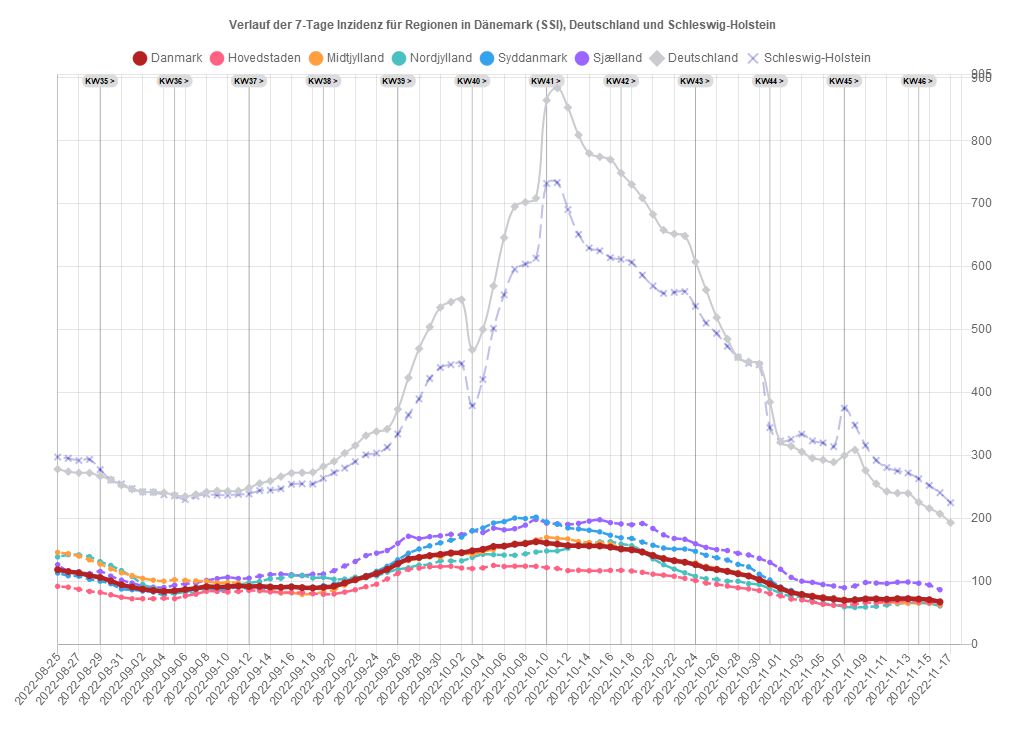 Verlauf der 7-Tage Inzidenz für Regionen in Dänemark (SSI), Deutschland und Schleswig-Holstein
Danmark Hovedstaden Midtjylland Nordjylland Syddanmark Sjælland Deutschland Schleswig-Holstein
KW35 > KW36 > KW37 > KW38 > KW39 > KW40 > KW41 > KW42 > KW43 > KW44 > KW45 > KW46 >
905
900
800
700
600
500
400
300
200
100
0
2022-08-25 2022-08-27 2022-08-29 2022-08-31 2022-09-02 2022-09-04 2022-09-06 2022-09-08 2022-09-10 2022-09-12 2022-09-14 2022-09-16 2022-09-18 2022-09-20 2022-09-22 2022-09-24 2022-09-26 2022-09-28 2022-09-30 2022-10-02 2022-10-04 2022-10-06 2022-10-08 2022-10-10 2022-10-12 2022-10-14 2022-10-16 2022-10-18 2022-10-20 2022-10-22 2022-10-24 2022-10-26 2022-10-28 2022-10-30 2022-11-01 2022-11-03 2022-11-05 2022-11-07 2022-11-09 2022-11-11 2022-11-13 2022-11-15 2022-11-17